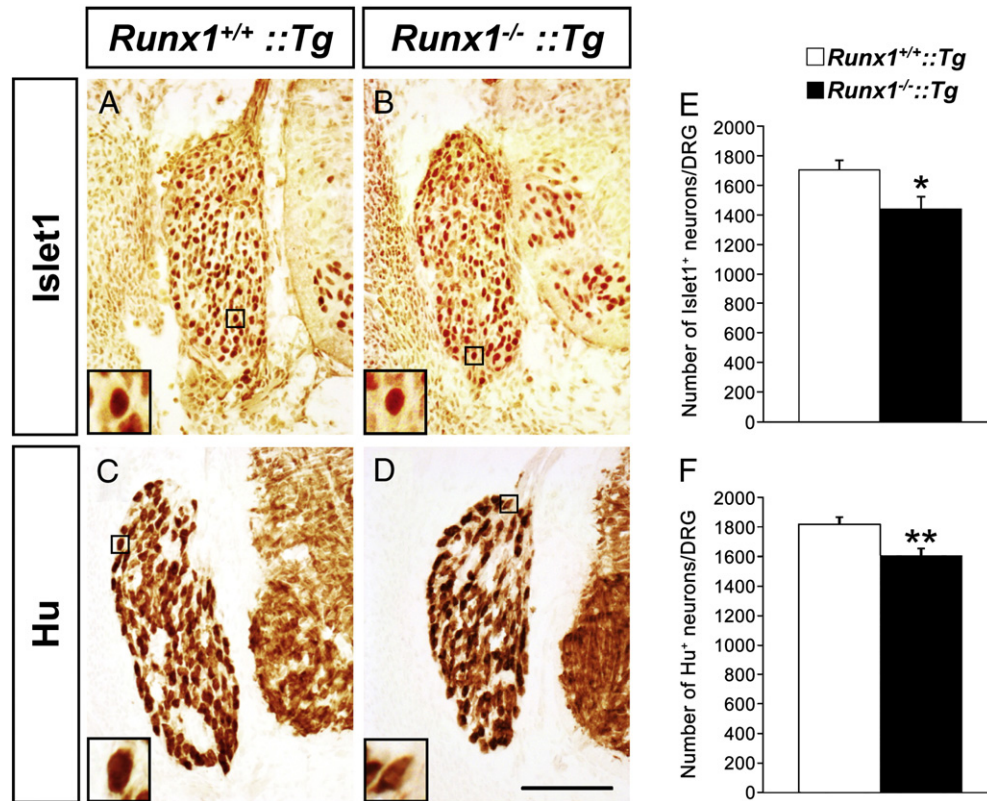 Runx1+/+ ::Tg
Runx1-/- ::Tg
Islet1
Hu
A
B
C
D
Runx1+/+::Tg
Runx1-/-::Tg
E
Number of Islet1+ neurons/DRG
2000
1800
1600
1400
1200
1000
800
600
400
200
0
*
F
Number of Hu+ neurons/DRG
2000
1800
1600
1400
1200
1000
800
600
400
200
0
**